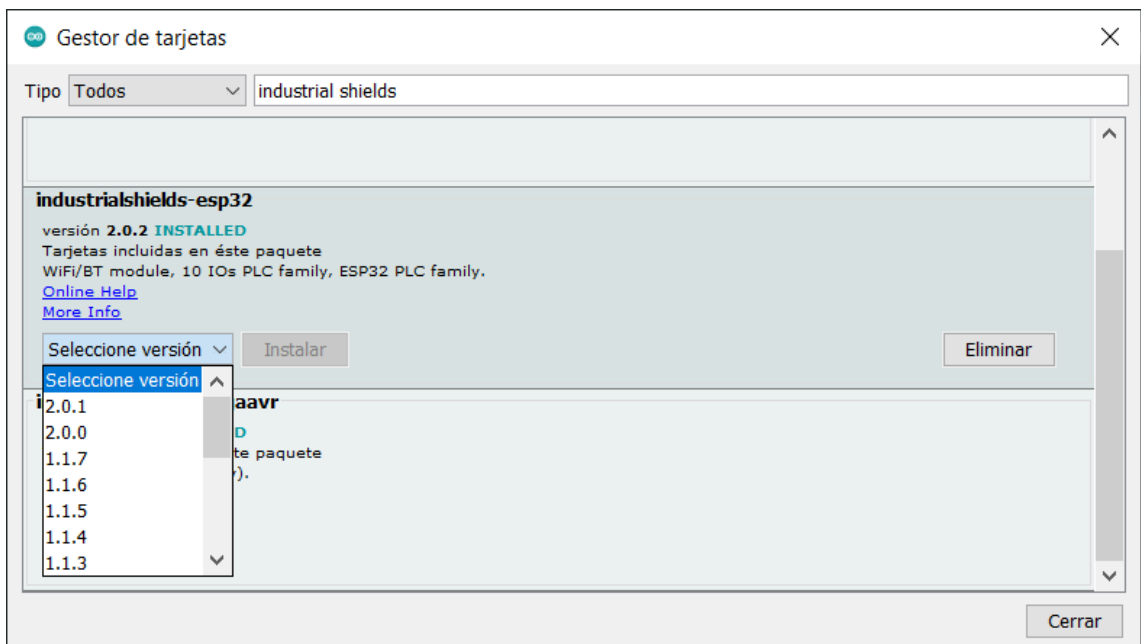 Gestor de tarjetas
Tipo Todos industrial shields
industrialshields-esp32
versión 2.0.2 INSTALLED
Tarjetas incluidas en éste paquete
WiFi/BT module, 10 IOs PLC family, ESP32 PLC family.
Online Help
More Info
Seleccione versión Instalar Eliminar
Seleccione versión
2.0.1
2.0.0
1.1.7
1.1.6
1.1.5
1.1.4
1.1.3
aavr
te paquete
Cerrar